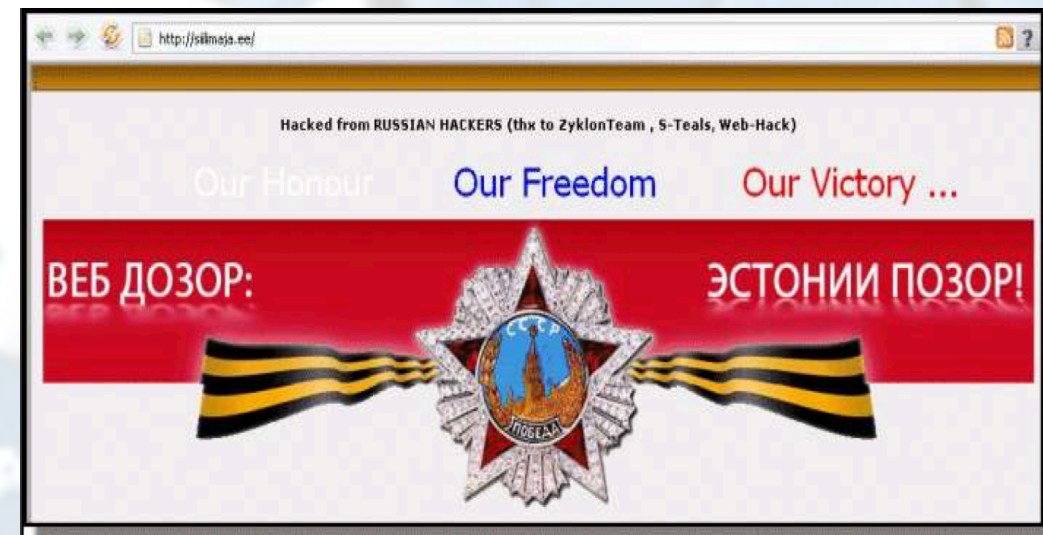 http://silimaja.ee/
?
Hacked from RUSSIAN HACKERS (thx to ZyklonTeam , S-Teals, Web-Hack)
Our Honour Our Freedom Our Victory ...
ВЕБ ДОЗОР: ЭСТОНИИ ПОЗОР!
СССР
ПОБЕДА